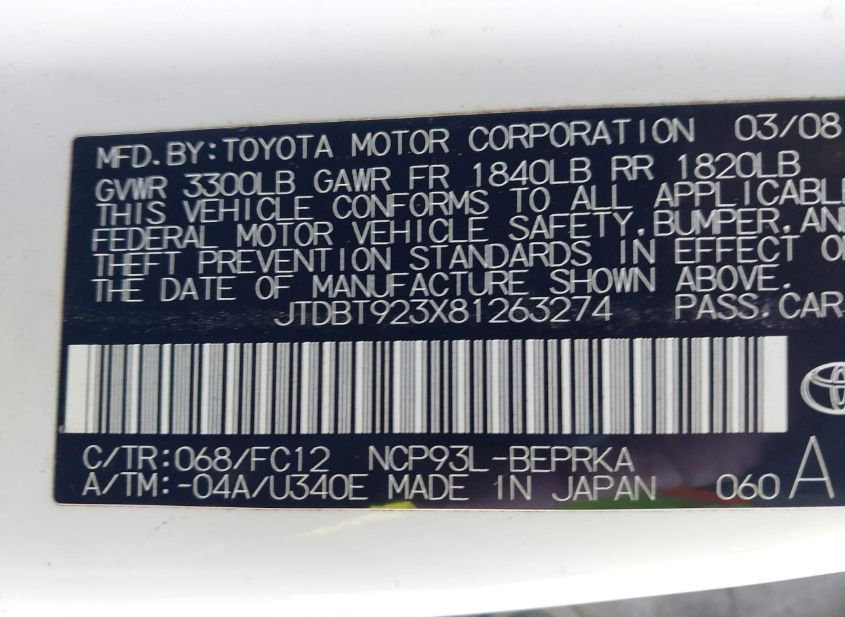 MFD.BY:TOYOTA MOTOR CORPORATION 03/08
GVWR 3300LB GAWR FR 1840LB RR 1820LB
THIS VEHICLE CONFORMS TO ALL APPLICABL
FEDERAL MOTOR VEHICLE SAFETY, BUMPER, AN
THEFT PREVENTION STANDARDS IN EFFECT O
THE DATE OF MANUFACTURE SHOWN ABOVE.
JTDBT923X81263274 PASS.CAR
C/TR:068/FC12 NCP93L-BEPRKA
A/TM:-04A/U340E MADE IN JAPAN 060 A